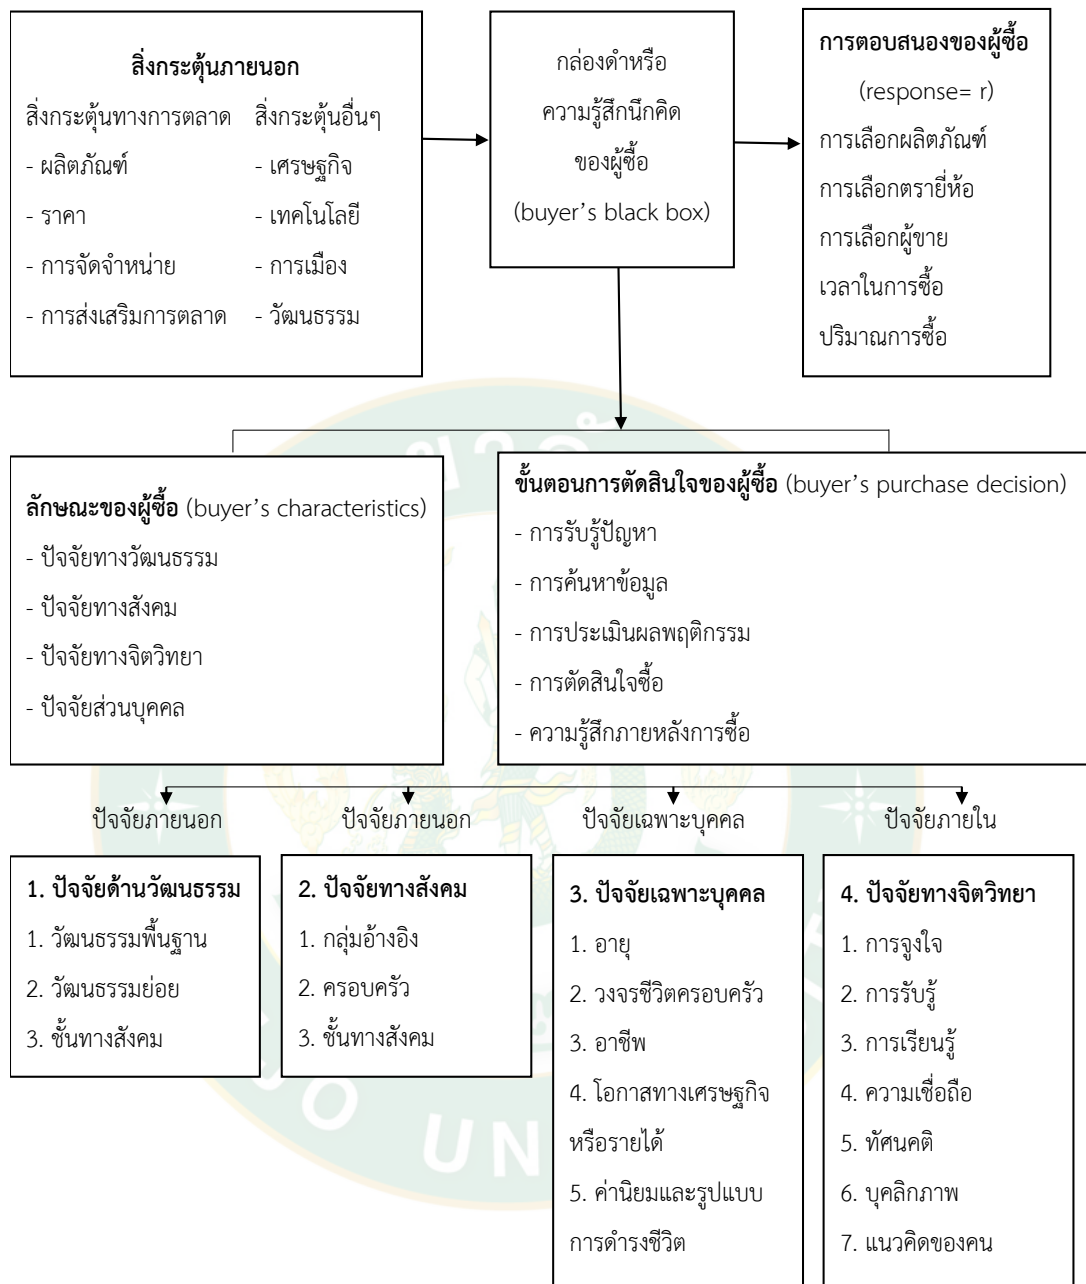 สิ่งกระตุ้นภายนอก
สิ่งกระตุ้นทางการตลาด
- ผลิตภัณฑ์
- ราคา
- การจัดจำหน่าย
- การส่งเสริมการตลาด
สิ่งกระตุ้นอื่นๆ
- เศรษฐกิจ
- เทคโนโลยี
- การเมือง
- วัฒนธรรม
กล่องดำหรือ
ความรู้สึกนึกคิด
ของผู้ซื้อ
(buyer’s black box)
การตอบสนองของผู้ซื้อ
(response= r)
การเลือกผลิตภัณฑ์
การเลือกตรายี่ห้อ
การเลือกผู้ขาย
เวลาในการซื้อ
ปริมาณการซื้อ
ลักษณะของผู้ซื้อ (buyer’s characteristics)
- ปัจจัยทางวัฒนธรรม
- ปัจจัยทางสังคม
- ปัจจัยทางจิตวิทยา
- ปัจจัยส่วนบุคคล
ขั้นตอนการตัดสินใจของผู้ซื้อ (buyer’s purchase decision)
- การรับรู้ปัญหา
- การค้นหาข้อมูล
- การประเมินผลพฤติกรรม
- การตัดสินใจซื้อ
- ความรู้สึกภายหลังการซื้อ
ปัจจัยภายนอก
ปัจจัยภายนอก
ปัจจัยเฉพาะบุคคล
ปัจจัยภายใน
1. ปัจจัยด้านวัฒนธรรม
1. วัฒนธรรมพื้นฐาน
2. วัฒนธรรมย่อย
3. ชั้นทางสังคม
2. ปัจจัยทางสังคม
1. กลุ่มอ้างอิง
2. ครอบครัว
3. ชั้นทางสังคม
3. ปัจจัยเฉพาะบุคคล
1. อายุ
2. วงจรชีวิตครอบครัว
3. อาชีพ
4. โอกาสทางเศรษฐกิจ
หรือรายได้
5. ค่านิยมและรูปแบบ
การดำรงชีวิต
4. ปัจจัยทางจิตวิทยา
1. การจูงใจ
2. การรับรู้
3. การเรียนรู้
4. ความเชื่อถือ
5. ทัศนคติ
6. บุคลิกภาพ
7. แนวคิดของคน